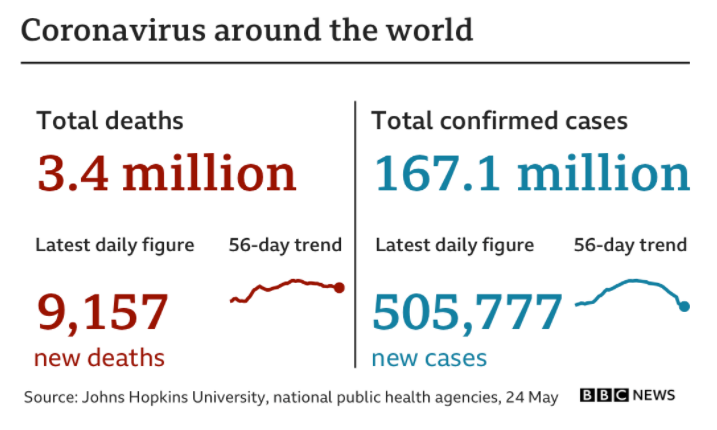 Coronavirus around the world
Total deaths
3.4 million
Latest daily figure
56-day trend
9,157
new deaths
Total confirmed cases
167.1 million
Latest daily figure
56-day trend
505,777
new cases
Source: Johns Hopkins University, national public health agencies, 24 May
BBC NEWS